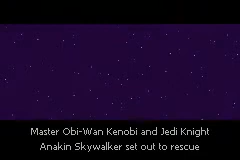 Master Obi-Wan Kenobi and Jedi Knight
Anakin Skywalker set out to rescue